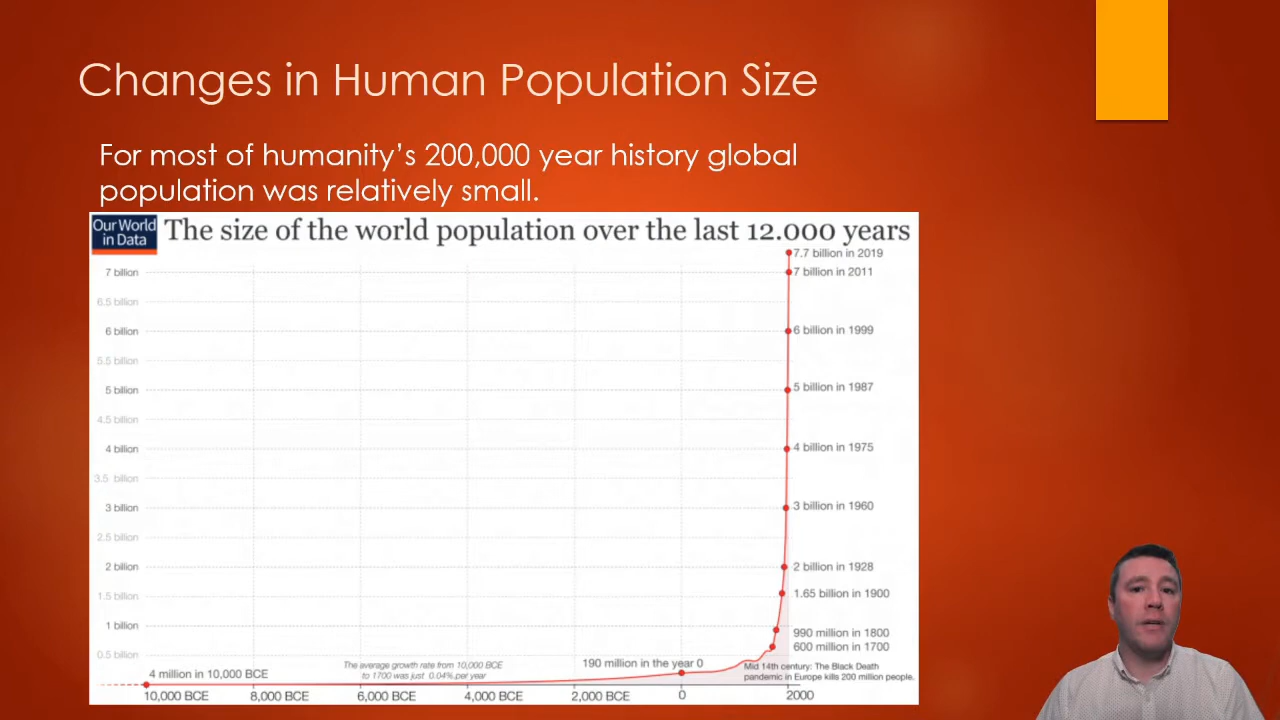 Changes in Human Population Size
For most of humanity's 200,000 year history global
population was relatively small.
Our World
in Data
The size of the world population over the last 12.000 years
7.7 billion in 2019
7 billion
7 billion in 2011
6.5 billion
6 billion
6 billion in 1999
5.5 billion
5 billion
5 billion in 1987
4.5 billion
4 billion
4 billion in 1975
3.5 billion
3 billion
3 billion in 1960
2.5 billion
2 billion
2 billion in 1928
1.5 billion
1.65 billion in 1900
1 billion
990 million in 1800
600 million in 1700
0.5 billion
4 million in 10,000 BCE
The average growth rate from 10,000 BCE
to 1700 was just 0.04% per year
190 million in the year 0
Mid 14th century: The Black Death
pandemic in Europe kills 200 million people.
10,000 BCE
8,000 BCE
6,000 BCE
4,000 BCE
2,000 BCE
0
2000